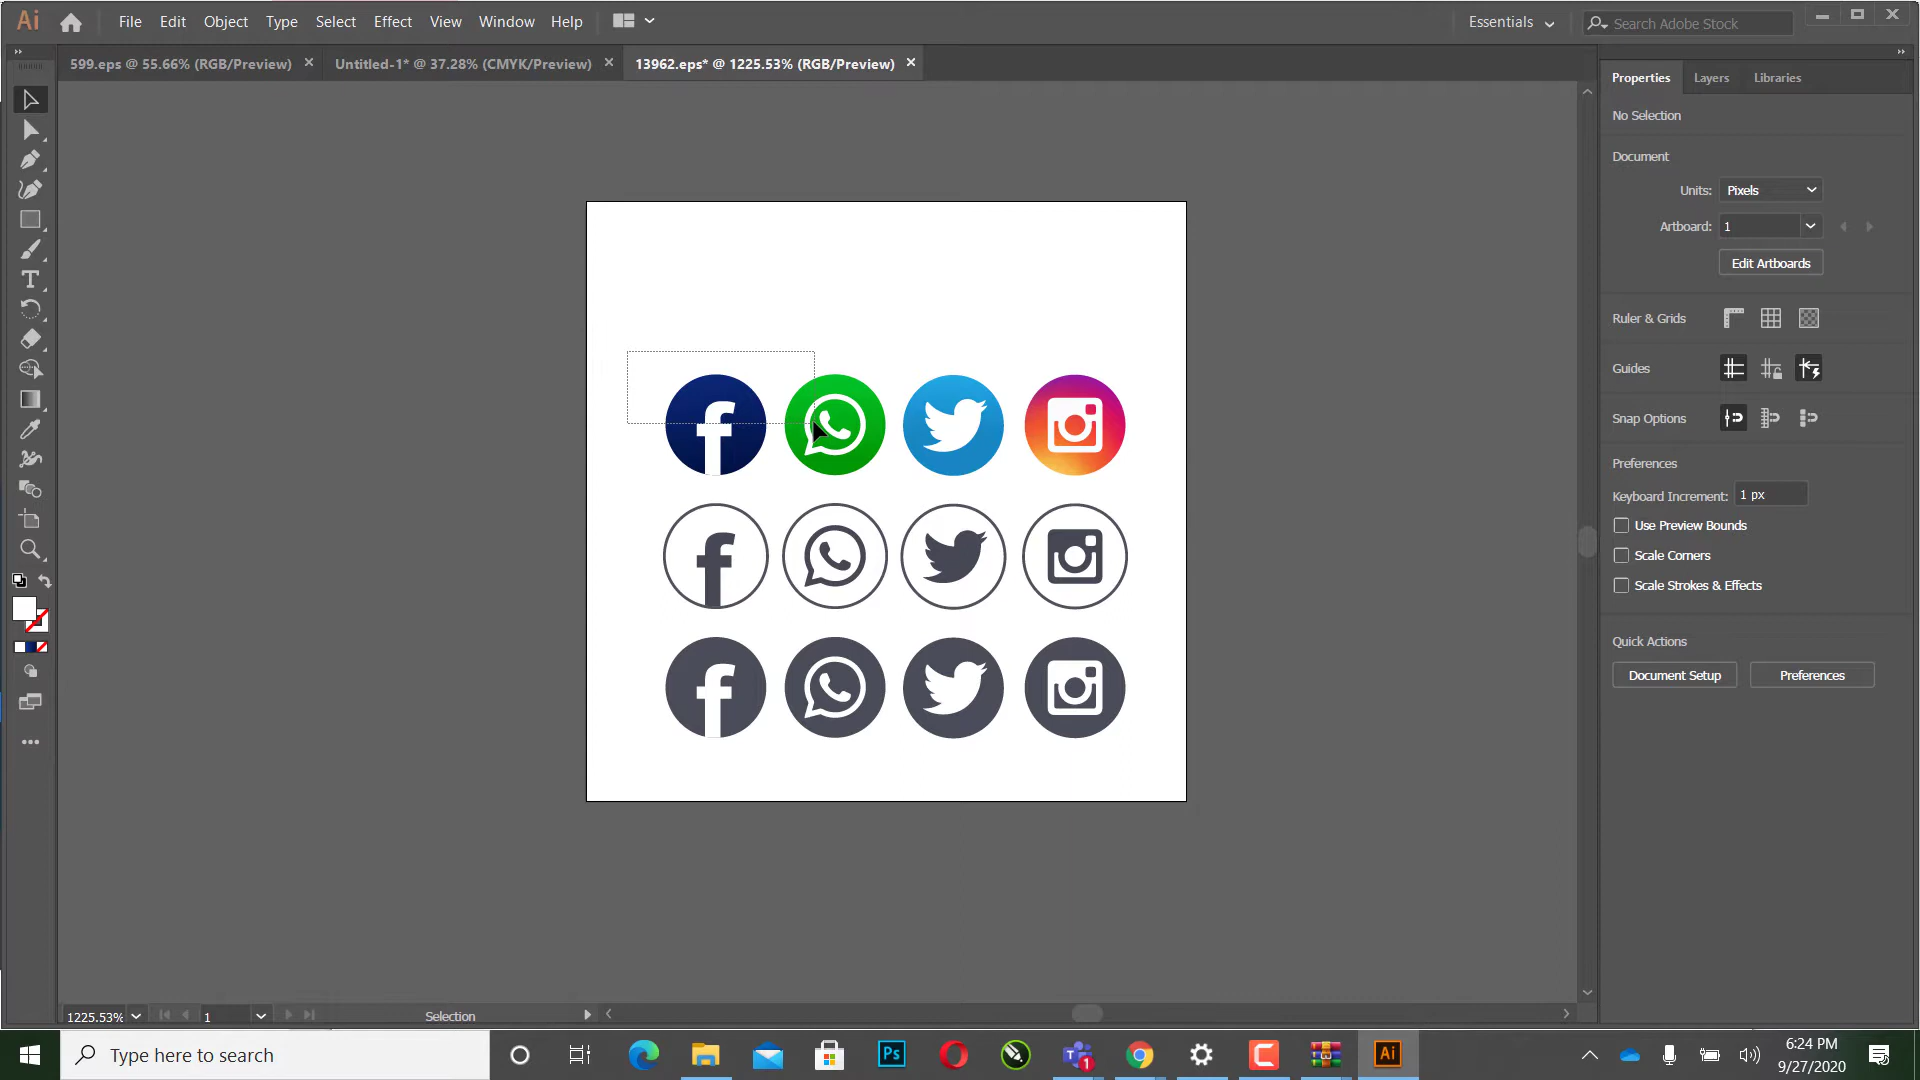 Ai File Edit Object Type Select Effect View Window Help Essentials Search Adobe Stock
599.eps @ 55.66% (RGB/Preview) Untitled-1* @ 37.28% (CMYK/Preview) 13962.eps* @ 1225.53% (RGB/Preview)
Properties Layers Libraries
No Selection
Document
Units: Pixels
Artboard: 1
Edit Artboards
Ruler & Grids
Guides
Snap Options
Preferences
Keyboard Increment: 1 px
Use Preview Bounds
Scale Corners
Scale Strokes & Effects
Quick Actions
Document Setup Preferences
1225.53% 1 Selection
Type here to search
Ps
1
Ai
6:24 PM
9/27/2020